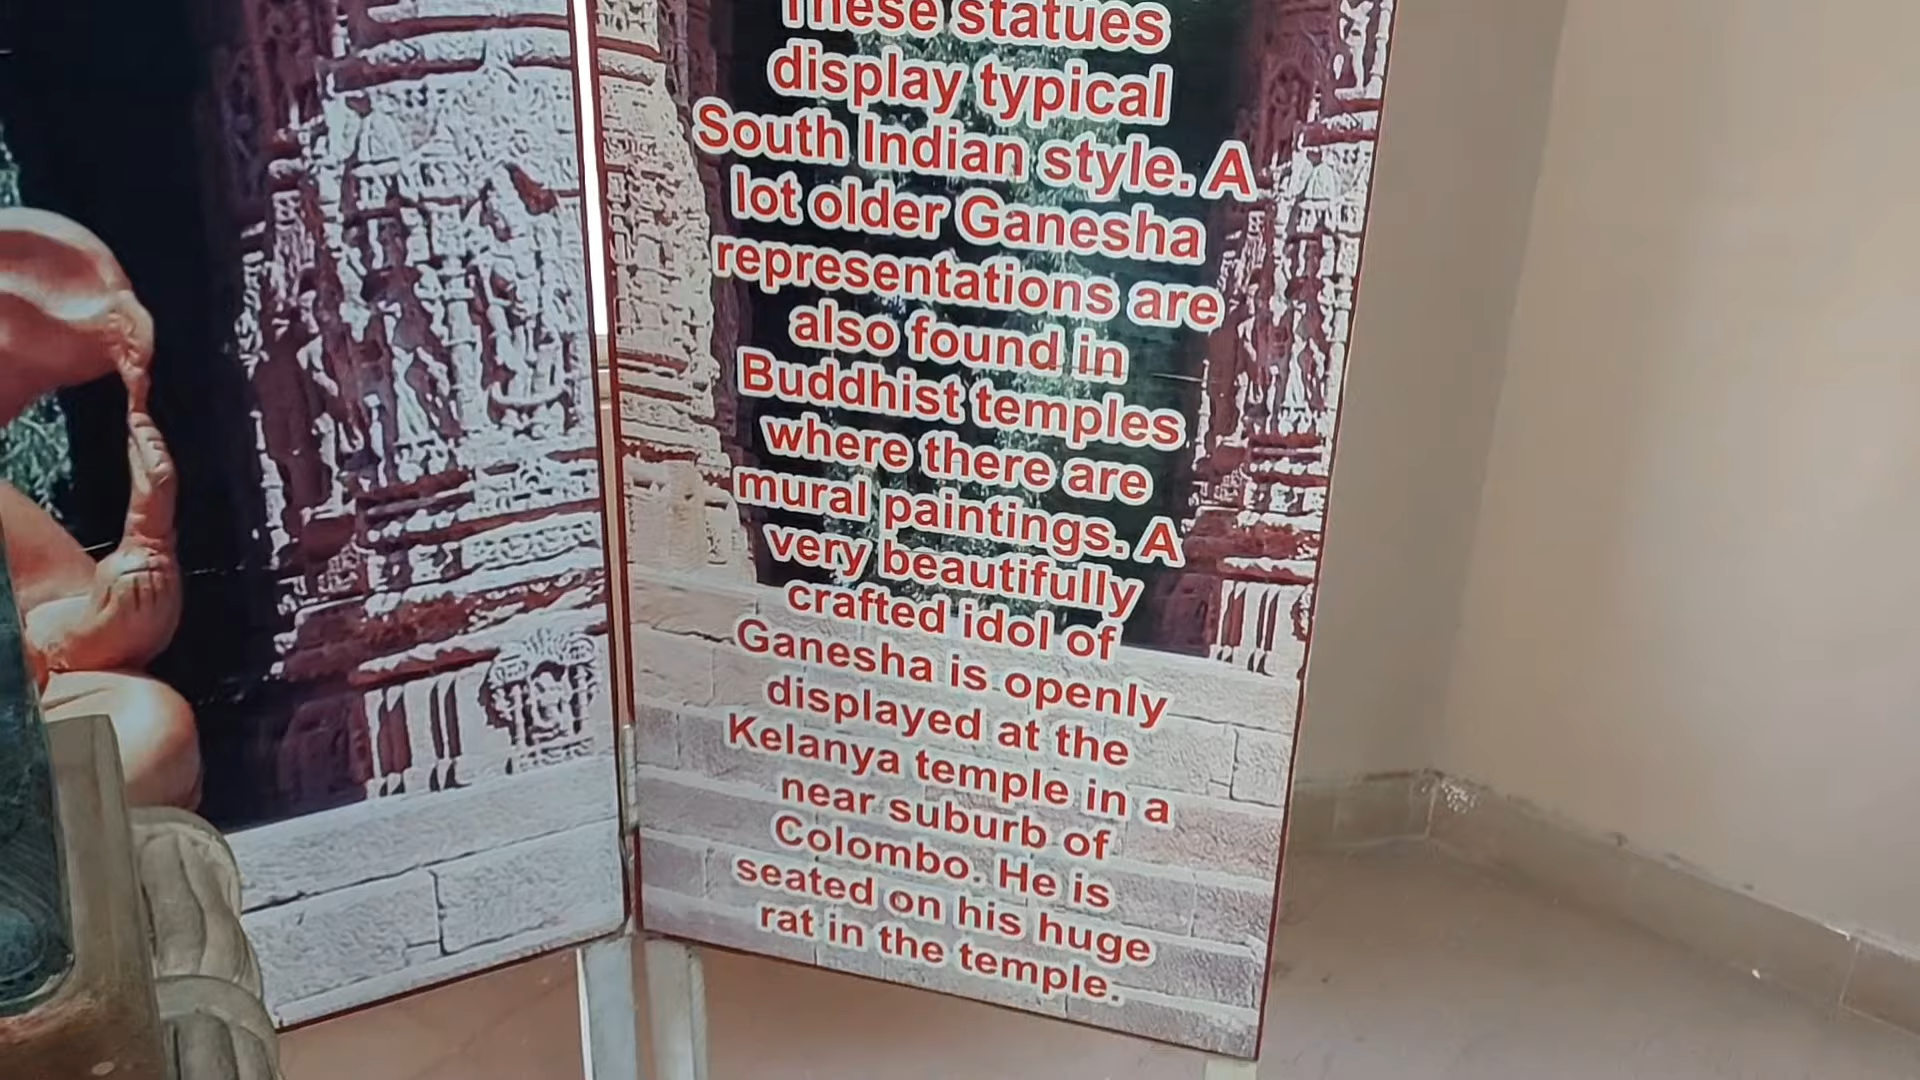 These statues
display typical
South Indian style. A
lot older Ganesha
representations are
also found in
Buddhist temples
where there are
mural paintings. A
very beautifully
crafted idol of
Ganesha is openly
displayed at the
Kelanya temple in a
near suburb of
Colombo. He is
seated on his huge
rat in the temple.